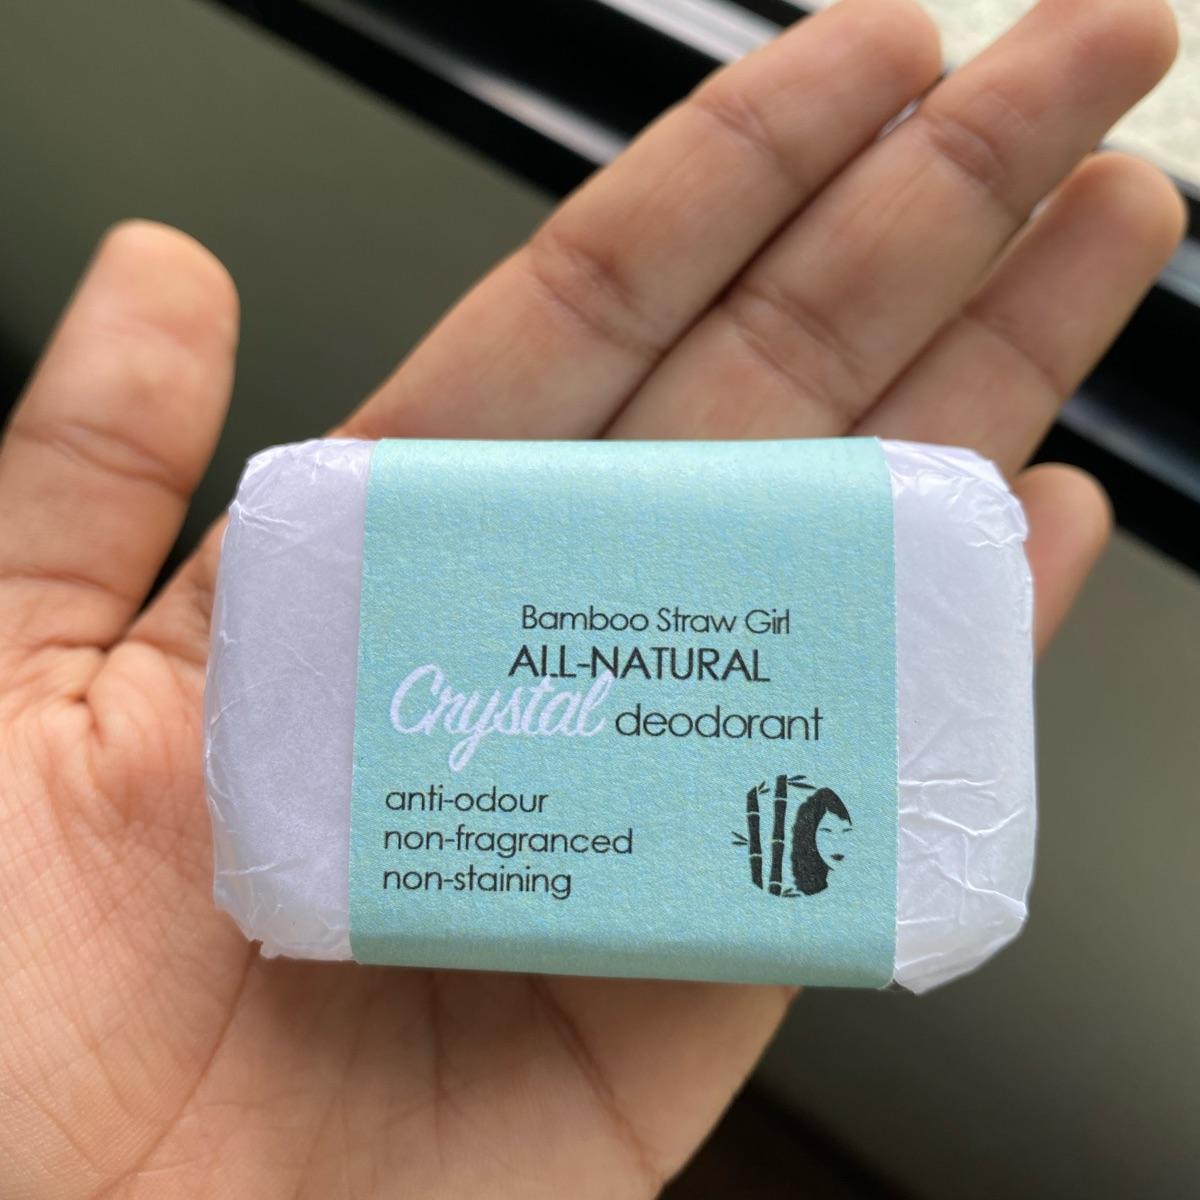 Bamboo Straw Girl
ALL-NATURAL
Crystal deodorant
anti-odour
non-fragranced
non-staining